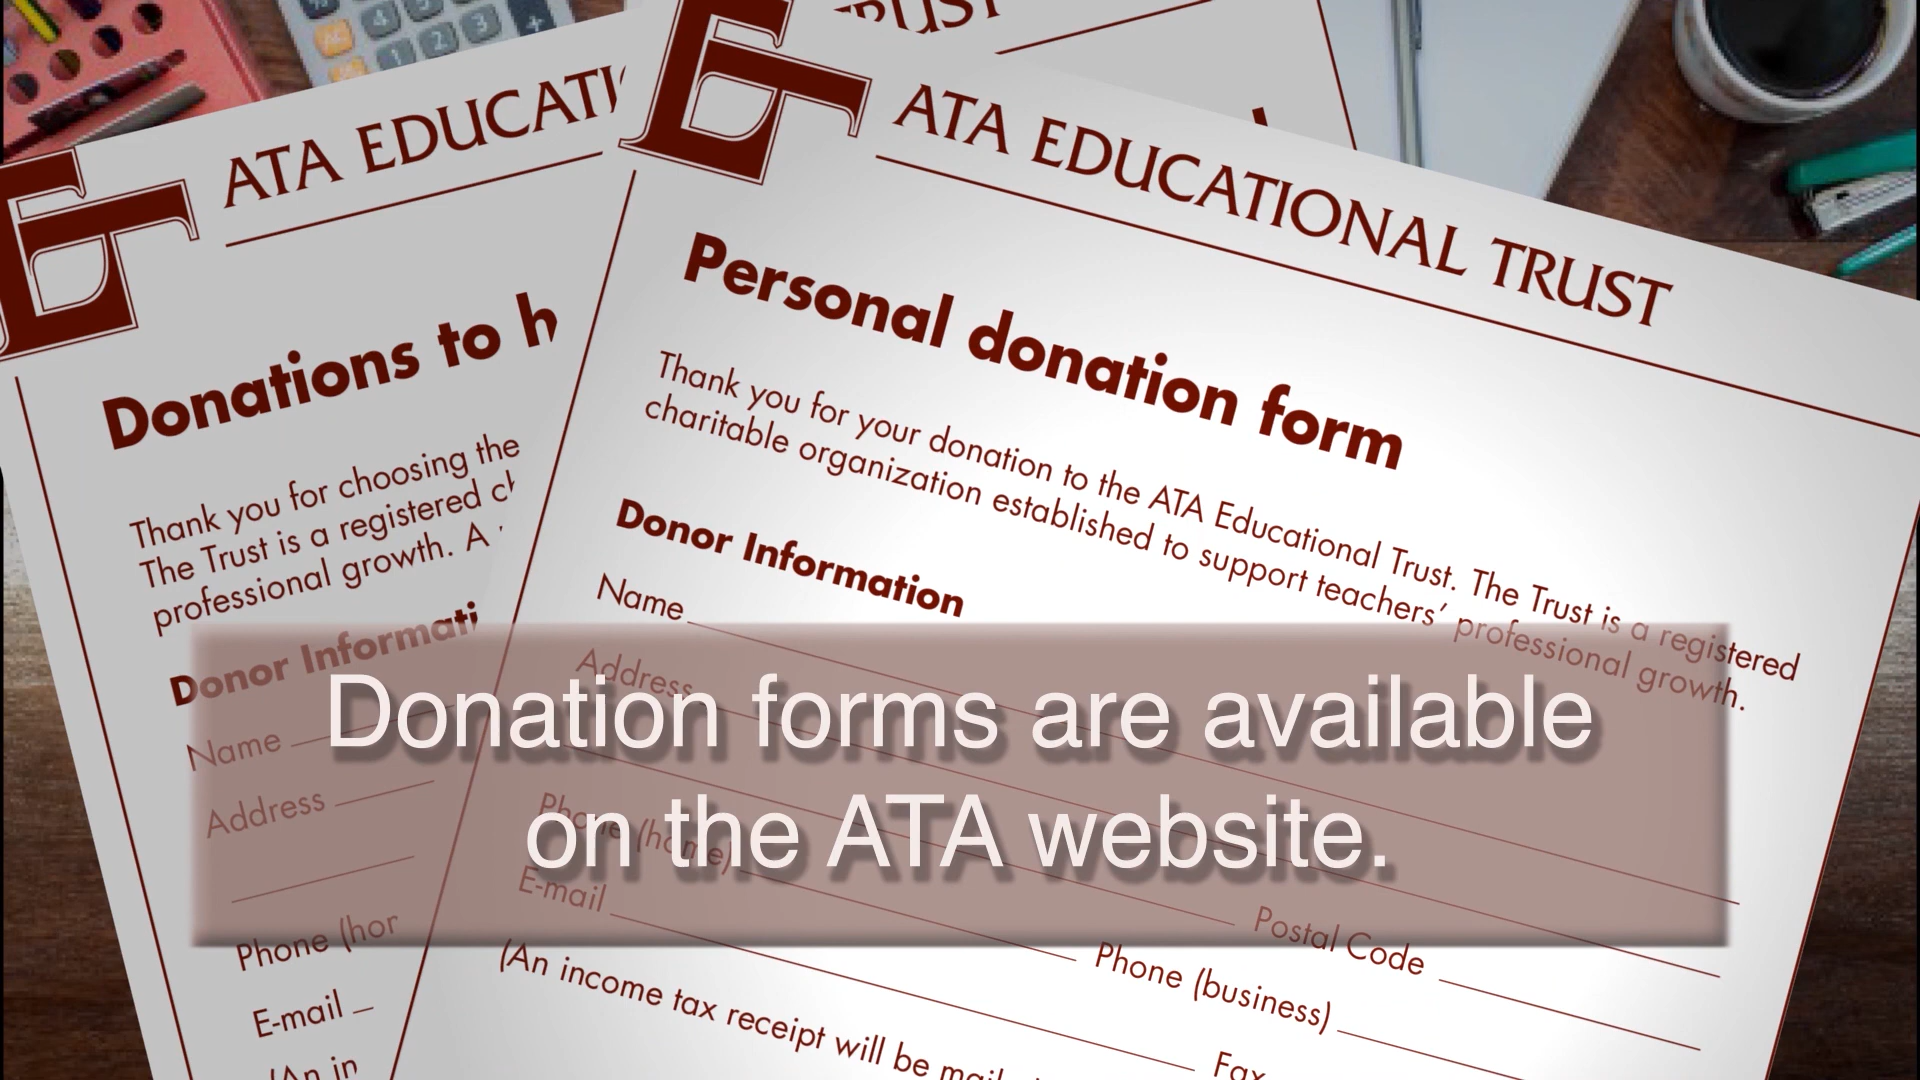 TRUST
ATA EDUCATI
Donations to h
Thank you for choosing the
The Trust is a registered
professional growth. A
Donor Informati
Name
Address
Phone (hor
E-mail
(An in
ATA EDUCATIONAL TRUST
Personal donation form
Thank you for your donation to the ATA Educational Trust. The Trust is a registered
charitable organization established to support teachers’ professional growth.
Donor Information
Name
Address
Postal Code
Phone (home)
Phone (business)
E-mail
Fax
(An income tax receipt will be
Donation forms are available
on the ATA website.